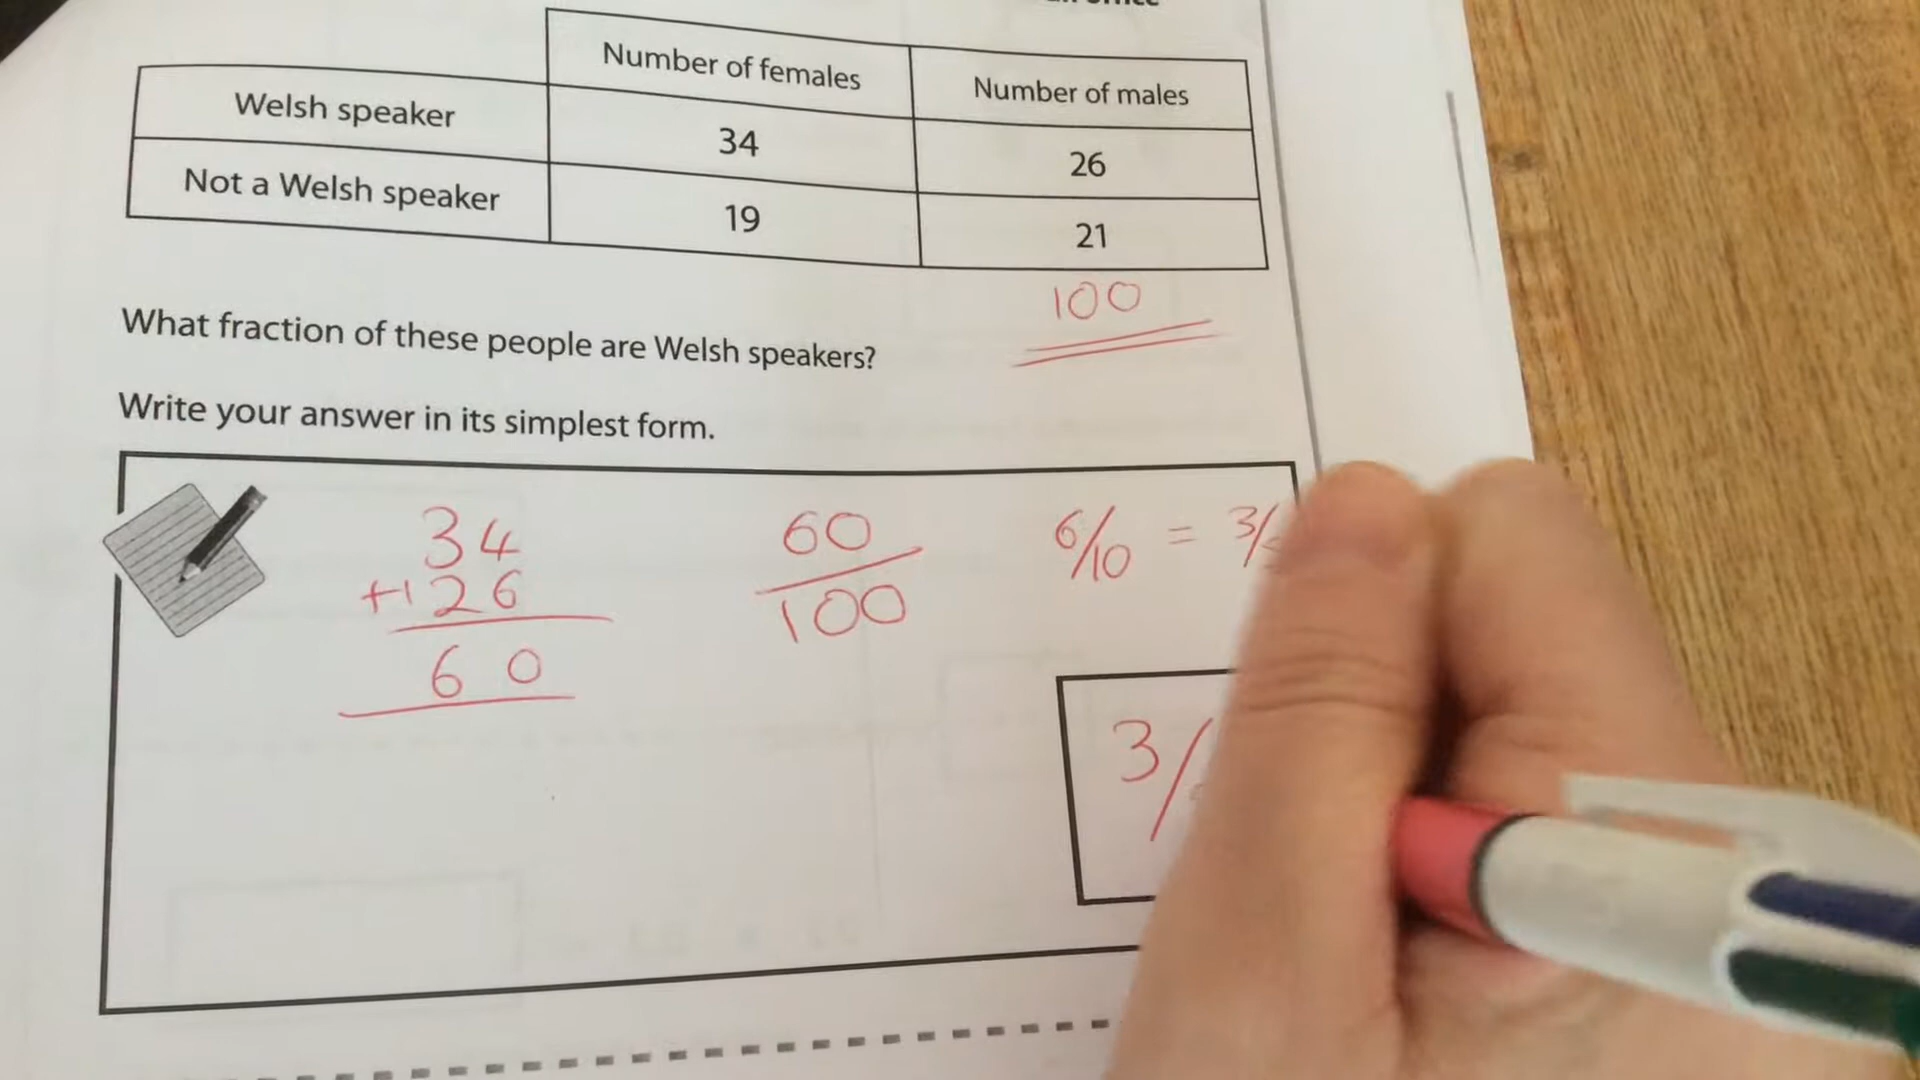 Number of females Number of males
Welsh speaker 34 26
Not a Welsh speaker 19 21
100
What fraction of these people are Welsh speakers?
Write your answer in its simplest form.
34 60 6/10 = 3/
+126 100
60
3/